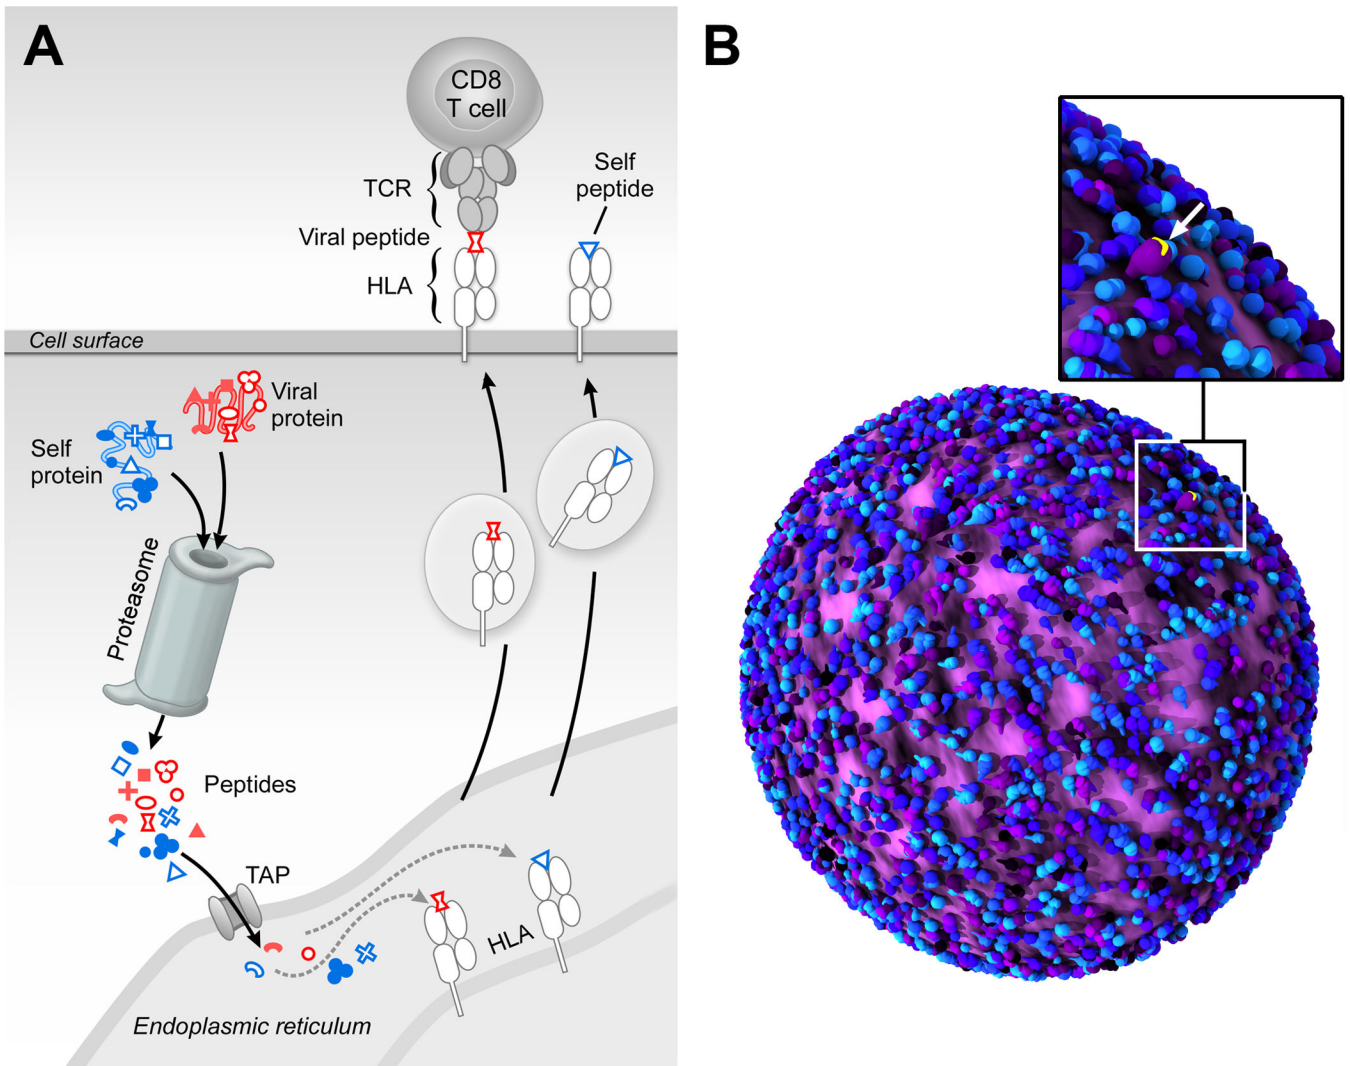 A
B
CD8
T cell
TCR
Self
peptide
Viral peptide
HLA
Cell surface
Viral
protein
Self
protein
Proteasome
Peptides
TAP
HLA
Endoplasmic reticulum